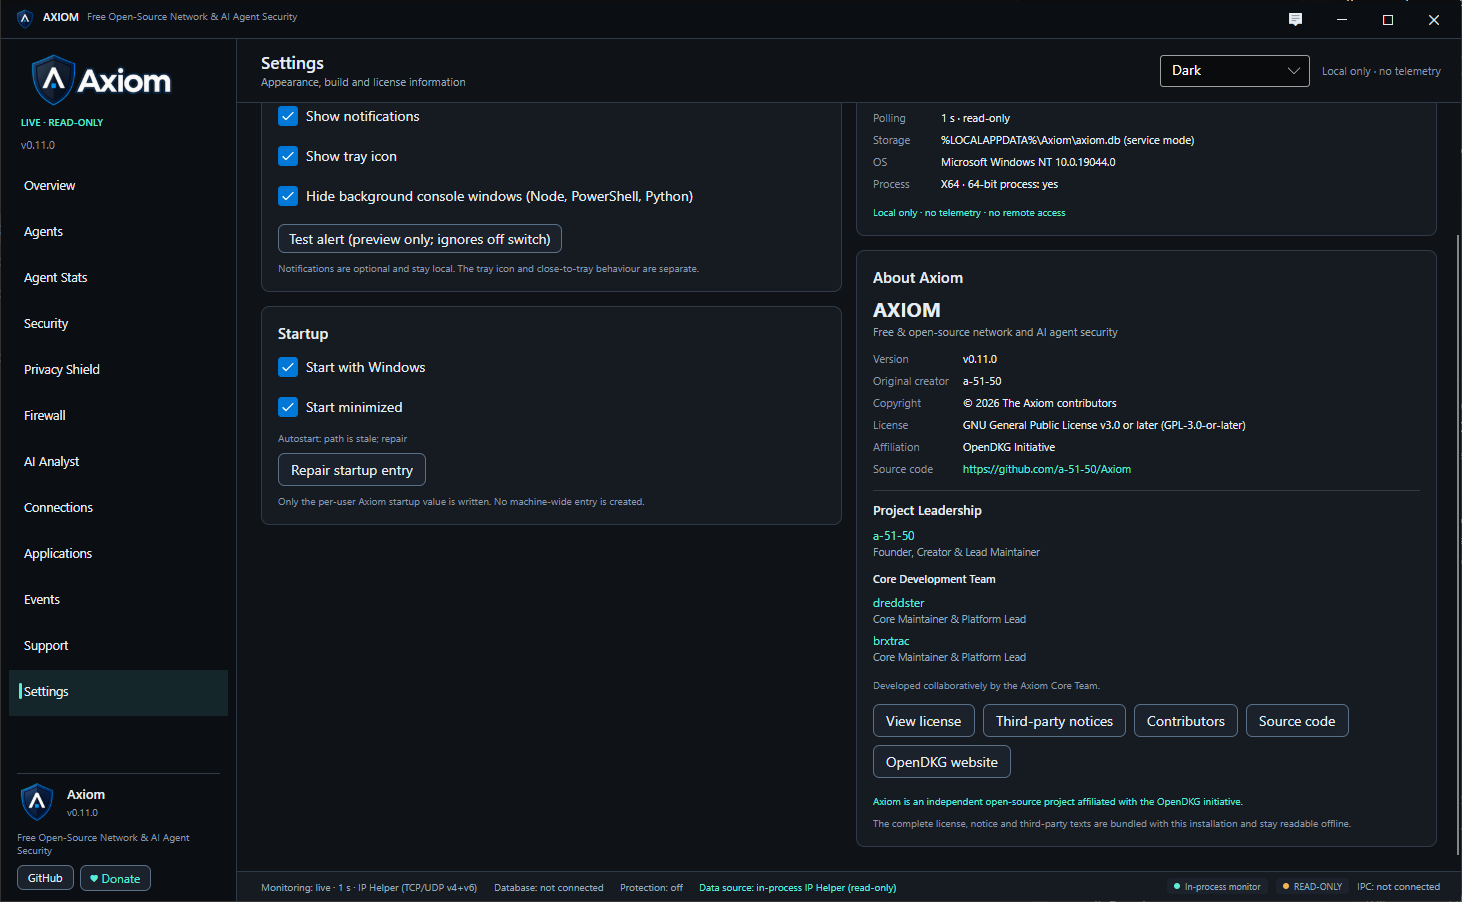 AXIOM Free Open-Source Network & AI Agent Security
Axiom
LIVE · READ-ONLY
v0.11.0
Overview
Agents
Agent Stats
Security
Privacy Shield
Firewall
AI Analyst
Connections
Applications
Events
Support
Settings
Axiom
v0.11.0
Free Open-Source Network & AI Agent
Security
GitHub
Donate
Settings
Appearance, build and license information
Dark
Local only · no telemetry
Show notifications
Show tray icon
Hide background console windows (Node, PowerShell, Python)
Test alert (preview only; ignores off switch)
Notifications are optional and stay local. The tray icon and close-to-tray behaviour are separate.
Startup
Start with Windows
Start minimized
Autostart: path is stale; repair
Repair startup entry
Only the per-user Axiom startup value is written. No machine-wide entry is created.
Polling 1 s · read-only
Storage %LOCALAPPDATA%\Axiom\axiom.db (service mode)
OS Microsoft Windows NT 10.0.19044.0
Process X64 · 64-bit process: yes
Local only · no telemetry · no remote access
About Axiom
AXIOM
Free & open-source network and AI agent security
Version v0.11.0
Original creator a-51-50
Copyright © 2026 The Axiom contributors
License GNU General Public License v3.0 or later (GPL-3.0-or-later)
Affiliation OpenDKG Initiative
Source code https://github.com/a-51-50/Axiom
Project Leadership
a-51-50
Founder, Creator & Lead Maintainer
Core Development Team
dreddster
Core Maintainer & Platform Lead
brxtrac
Core Maintainer & Platform Lead
Developed collaboratively by the Axiom Core Team.
View license
Third-party notices
Contributors
Source code
OpenDKG website
Axiom is an independent open-source project affiliated with the OpenDKG initiative.
The complete license, notice and third-party texts are bundled with this installation and stay readable offline.
Monitoring: live · 1 s · IP Helper (TCP/UDP v4+v6)
Database: not connected
Protection: off
Data source: in-process IP Helper (read-only)
In-process monitor
READ-ONLY
IPC: not connected